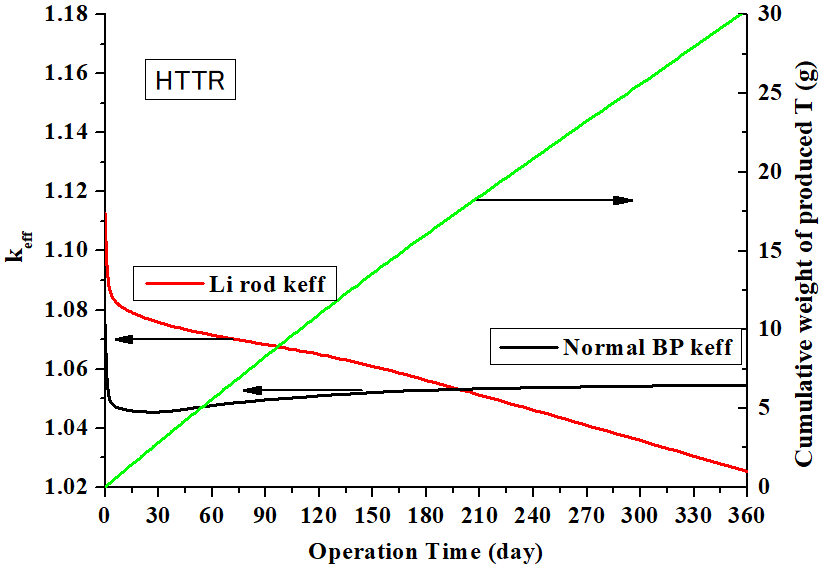 HTTR
1.18
1.16
1.14
1.12
1.10
1.08
1.06
1.04
1.02
k_eff
30
25
20
15
10
5
0
Cumulative weight of produced T (g)
Li rod keff
Normal BP keff
0 30 60 90 120 150 180 190 210 240 270 300 330 360
Operation Time (day)